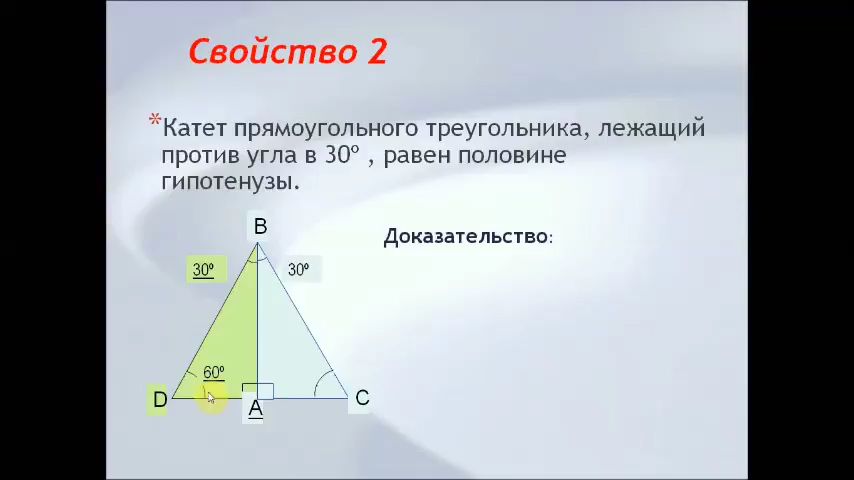 Свойство 2
*Катет прямоугольного треугольника, лежащий
против угла в 30º , равен половине
гипотенузы.
B
Доказательство:
30º 30º
60º
D A C